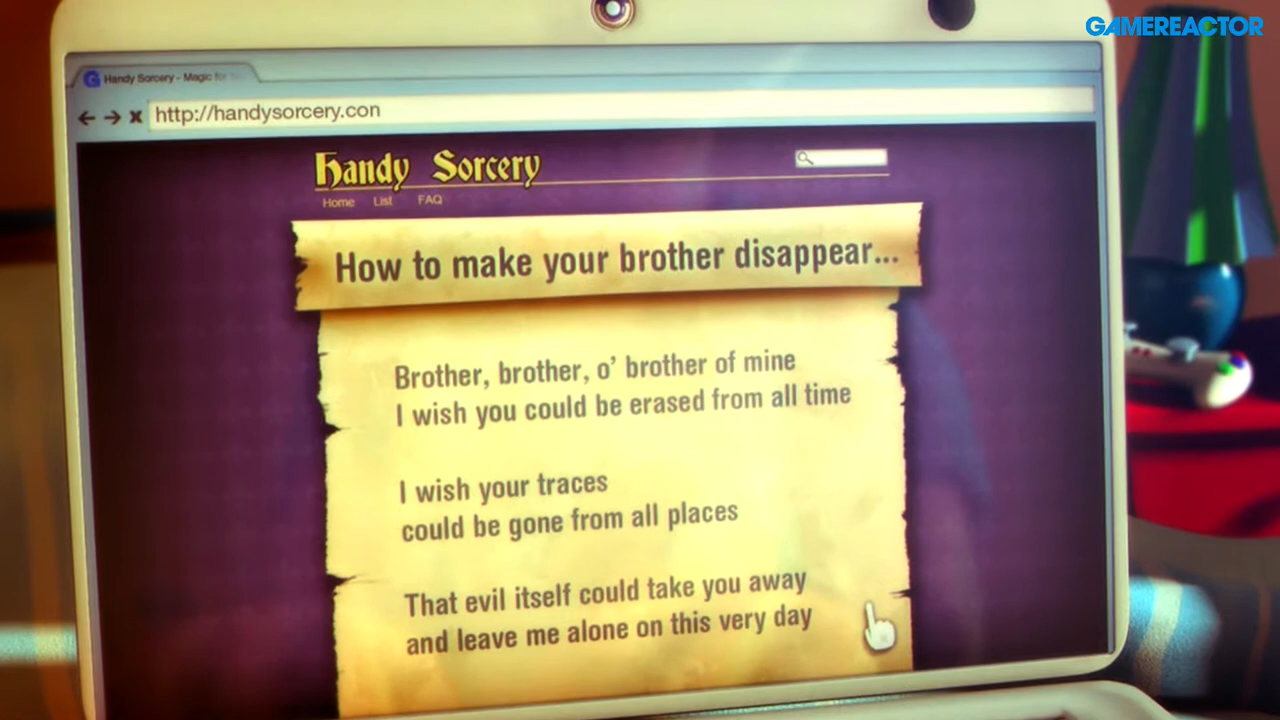 GAMEREACTOR
Handy Sorcery - Magic for
http://handysorcery.con
Handy Sorcery
Home List FAQ
How to make your brother disappear...
Brother, brother, o' brother of mine
I wish you could be erased from all time
I wish your traces
could be gone from all places
That evil itself could take you away
and leave me alone on this very day